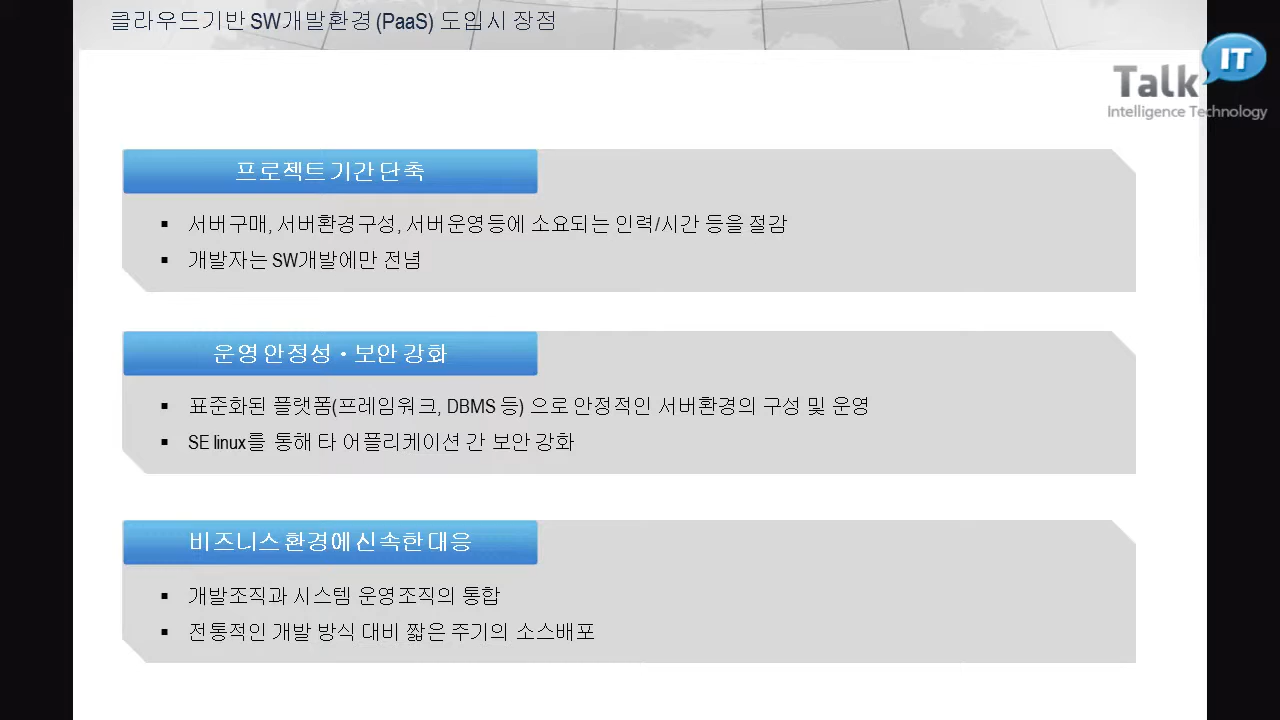 클라우드기반 SW개발환경 (PaaS) 도입시 장점
Talk IT
Intelligence Technology
프로젝트 기간 단축
▪ 서버구매, 서버환경구성, 서버운영등에 소요되는 인력/시간 등을 절감
▪ 개발자는 SW개발에만 전념
운영 안정성 • 보안 강화
▪ 표준화된 플랫폼(프레임워크, DBMS 등) 으로 안정적인 서버환경의 구성 및 운영
▪ SE linux를 통해 타 어플리케이션 간 보안 강화
비즈니스 환경에 신속한 대응
▪ 개발조직과 시스템 운영조직의 통합
▪ 전통적인 개발 방식 대비 짧은 주기의 소스배포